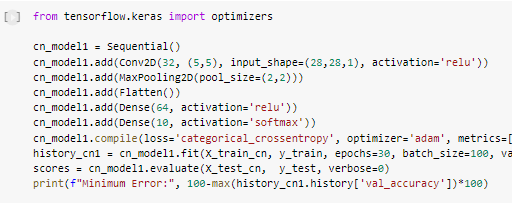 from tensorflow.keras import optimizers
cn_model1 = Sequential()
cn_model1.add(Conv2D(32, (5,5), input_shape=(28,28,1), activation='relu'))
cn_model1.add(MaxPooling2D(pool_size=(2,2)))
cn_model1.add(Flatten())
cn_model1.add(Dense(64, activation='relu'))
cn_model1.add(Dense(10, activation='softmax'))
cn_model1.compile(loss='categorical_crossentropy', optimizer='adam', metrics=[
history_cn1 = cn_model1.fit(X_train_cn, y_train, epochs=30, batch_size=100, va
scores = cn_model1.evaluate(X_test_cn,  y_test, verbose=0)
print(f"Minimum Error:", 100-max(history_cn1.history['val_accuracy'])*100)